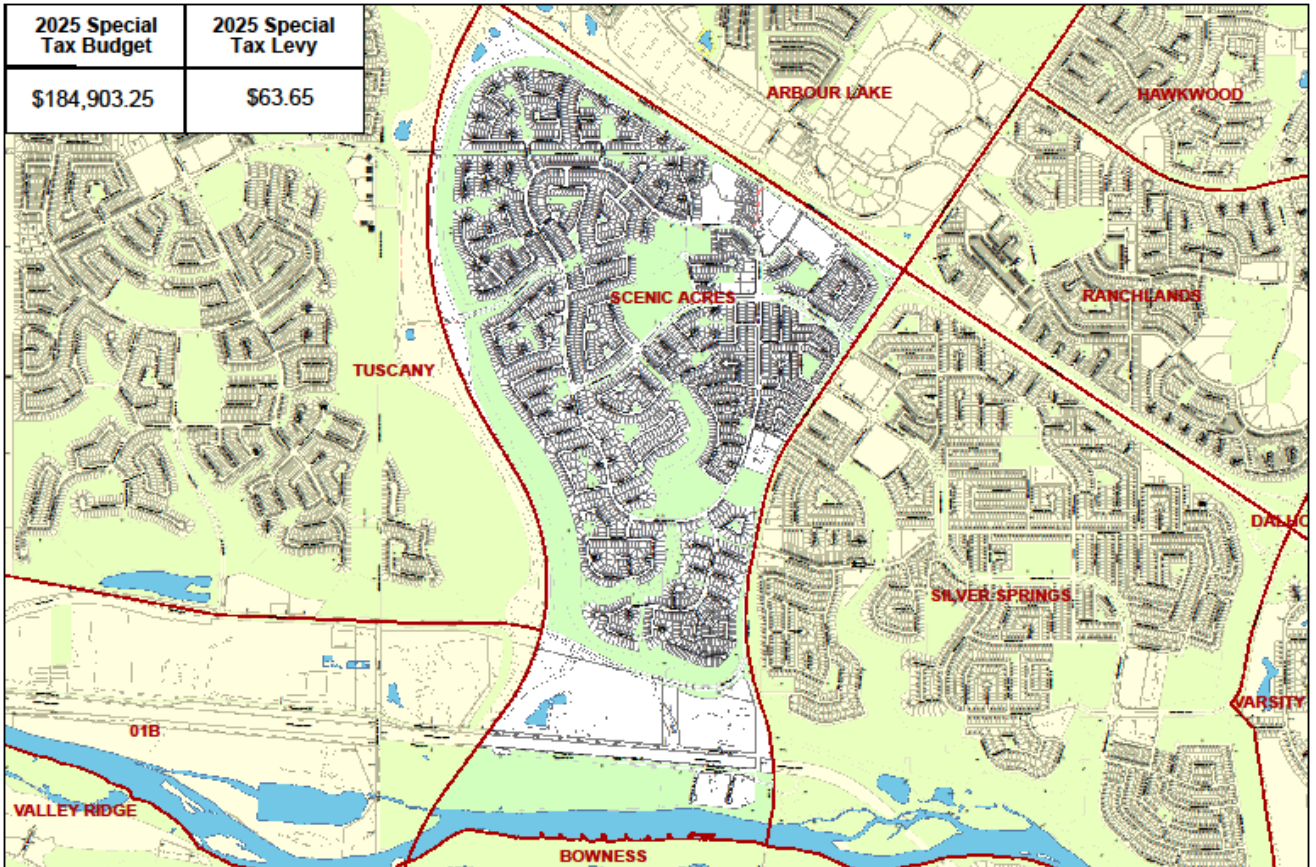 2025 Special
Tax Budget
2025 Special
Tax Levy
$184,903.25
$63.65
ARBOUR LAKE
HAWKWOOD
SCENIC ACRES
RANCHLANDS
TUSCANY
SILVER SPRINGS
VARSITY
01B
VALLEY RIDGE
BOWNESS